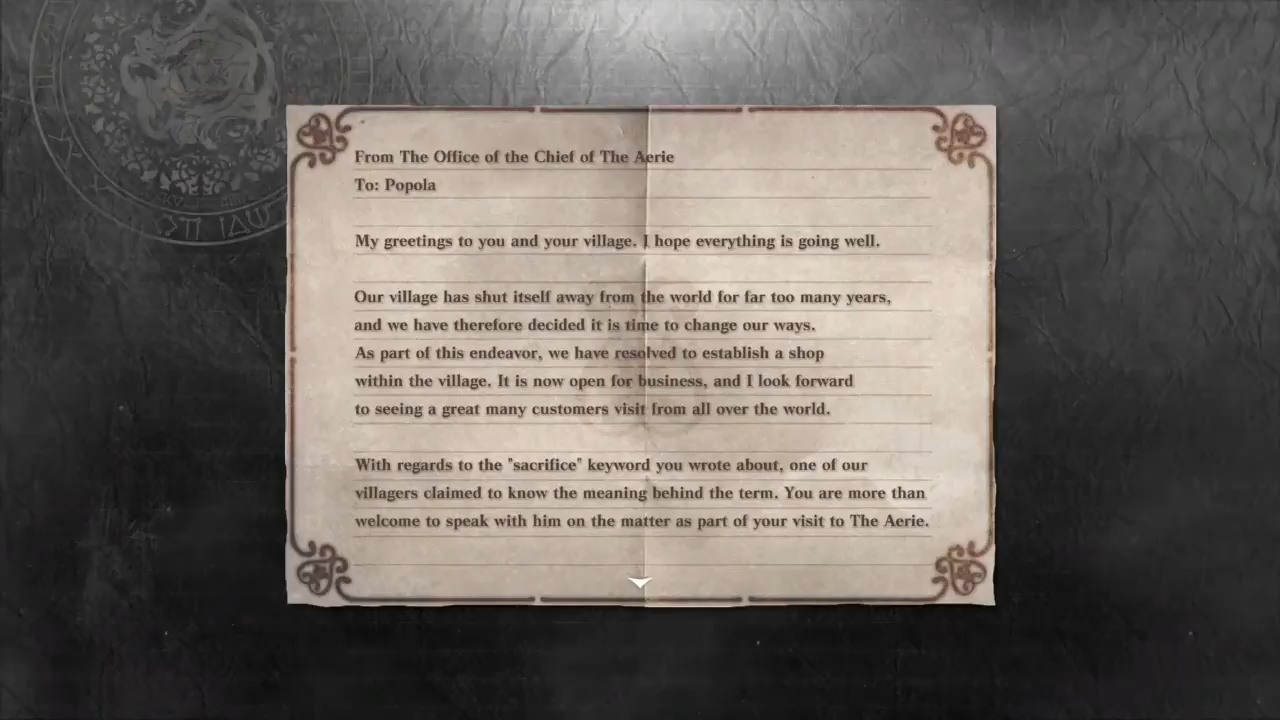 From The Office of the Chief of The Aerie
To: Popola
My greetings to you and your village. I hope everything is going well.
Our village has shut itself away from the world for far too many years,
and we have therefore decided it is time to change our ways.
As part of this endeavor, we have resolved to establish a shop
within the village. It is now open for business, and I look forward
to seeing a great many customers visit from all over the world.
With regards to the "sacrifice" keyword you wrote about, one of our
villagers claimed to know the meaning behind the term. You are more than
welcome to speak with him on the matter as part of your visit to The Aerie.